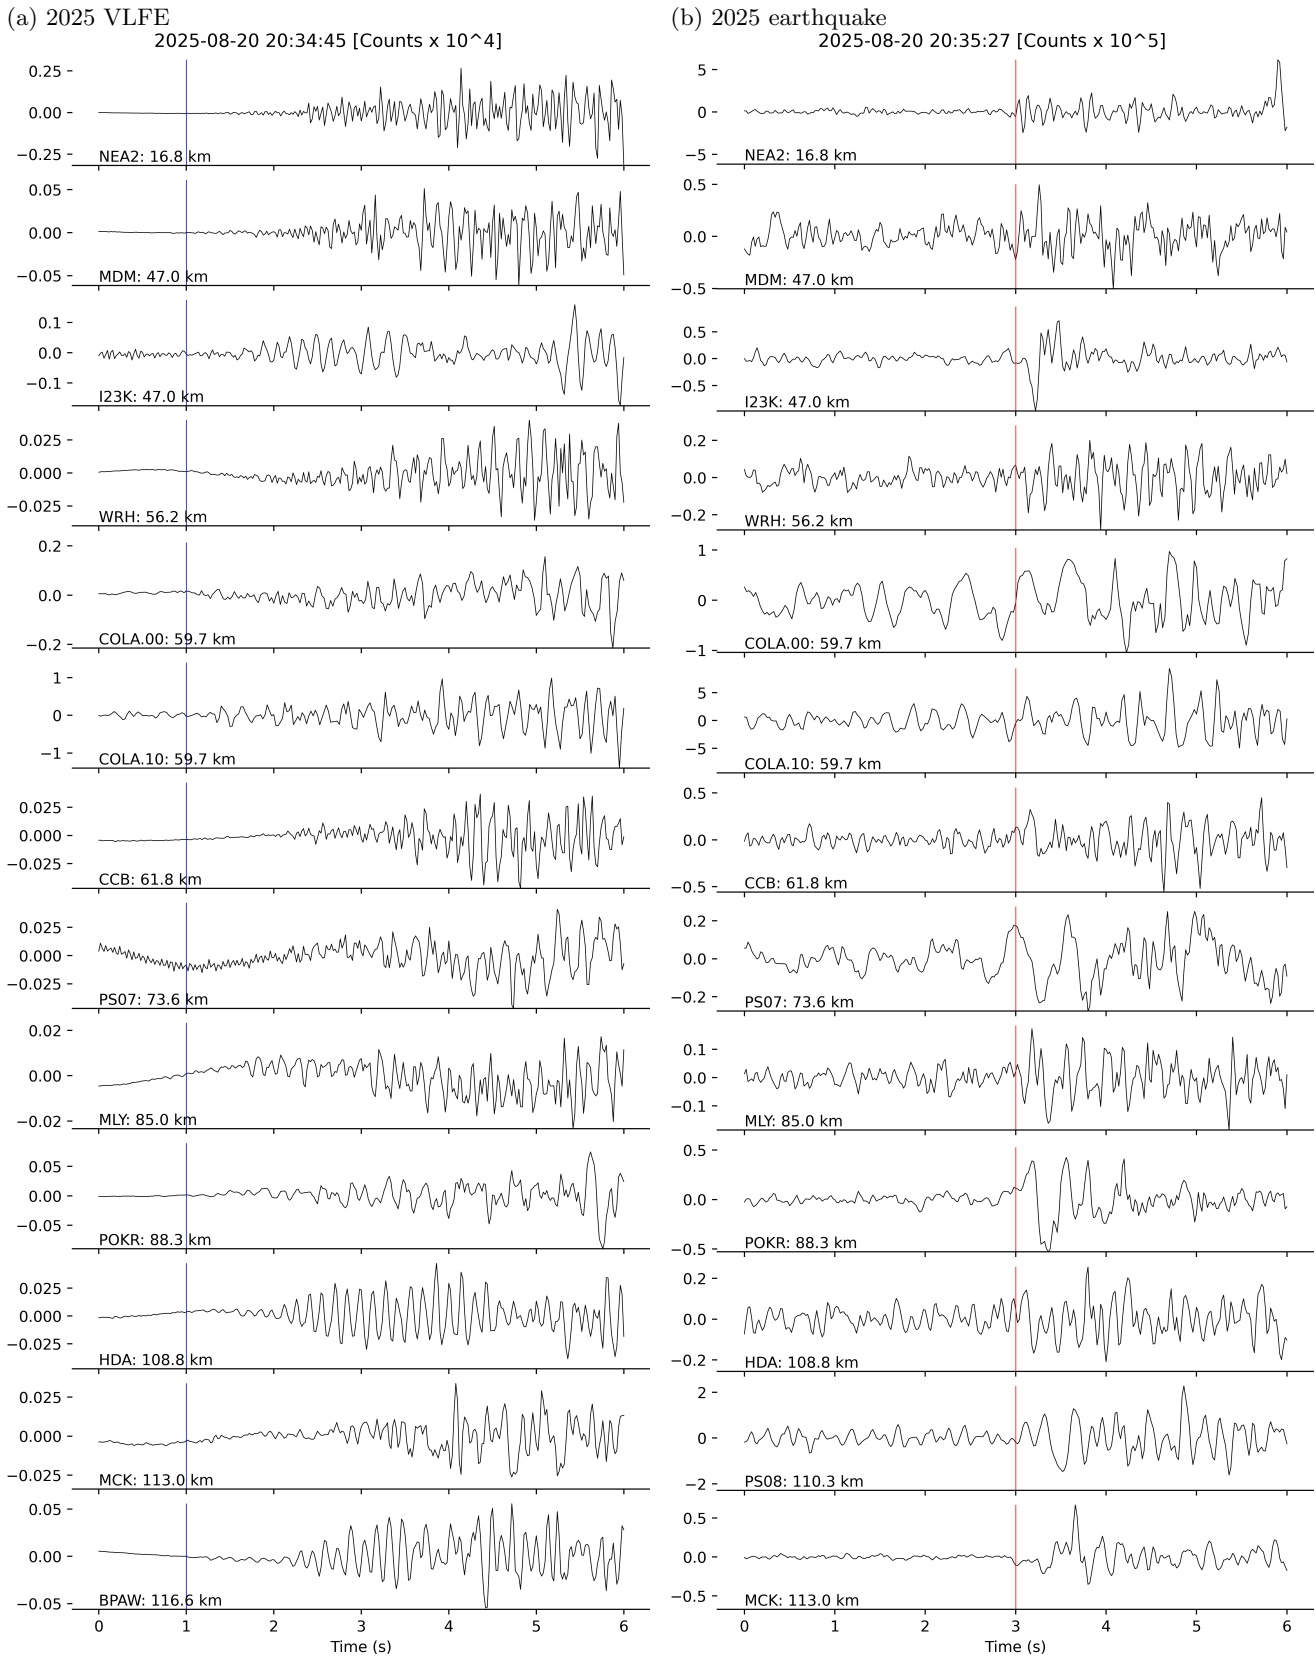 (a) 2025 VLFE
2025-08-20 20:34:45 [Counts x 10^4]
0.25
0.00
−0.25
NEA2: 16.8 km
0.05
0.00
−0.05
MDM: 47.0 km
0.1
0.0
−0.1
I23K: 47.0 km
0.025
0.000
−0.025
WRH: 56.2 km
0.2
0.0
−0.2
COLA.00: 59.7 km
1
0
−1
COLA.10: 59.7 km
0.025
0.000
−0.025
CCB: 61.8 km
0.025
0.000
−0.025
PS07: 73.6 km
0.02
0.00
−0.02
MLY: 85.0 km
0.05
0.00
−0.05
POKR: 88.3 km
0.025
0.000
−0.025
HDA: 108.8 km
0.025
0.000
−0.025
MCK: 113.0 km
0.05
0.00
−0.05
BPAW: 116.6 km
0 1 2 3 4 5 6
Time (s)
(b) 2025 earthquake
2025-08-20 20:35:27 [Counts x 10^5]
5
0
−5
NEA2: 16.8 km
0.5
0.0
−0.5
MDM: 47.0 km
0.5
0.0
−0.5
I23K: 47.0 km
0.2
0.0
−0.2
WRH: 56.2 km
1
0
−1
COLA.00: 59.7 km
5
0
−5
COLA.10: 59.7 km
0.5
0.0
−0.5
CCB: 61.8 km
0.2
0.0
−0.2
PS07: 73.6 km
0.1
0.0
−0.1
MLY: 85.0 km
0.5
0.0
−0.5
POKR: 88.3 km
0.2
0.0
−0.2
HDA: 108.8 km
2
0
−2
PS08: 110.3 km
0.5
0.0
−0.5
MCK: 113.0 km
0 1 2 3 4 5 6
Time (s)